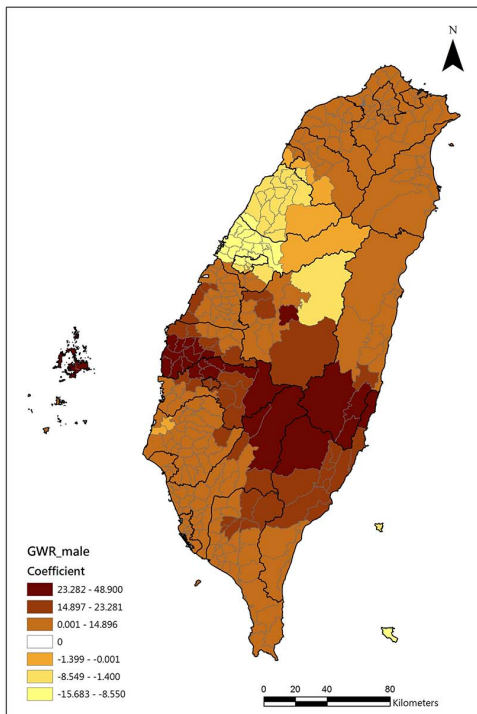 N
GWR_male
Coefficient
23.282 - 48.900
14.897 - 23.281
0.001 - 14.896
0
-1.399 - -0.001
-8.549 - -1.400
-15.683 - -8.550
0 20 40 80
Kilometers